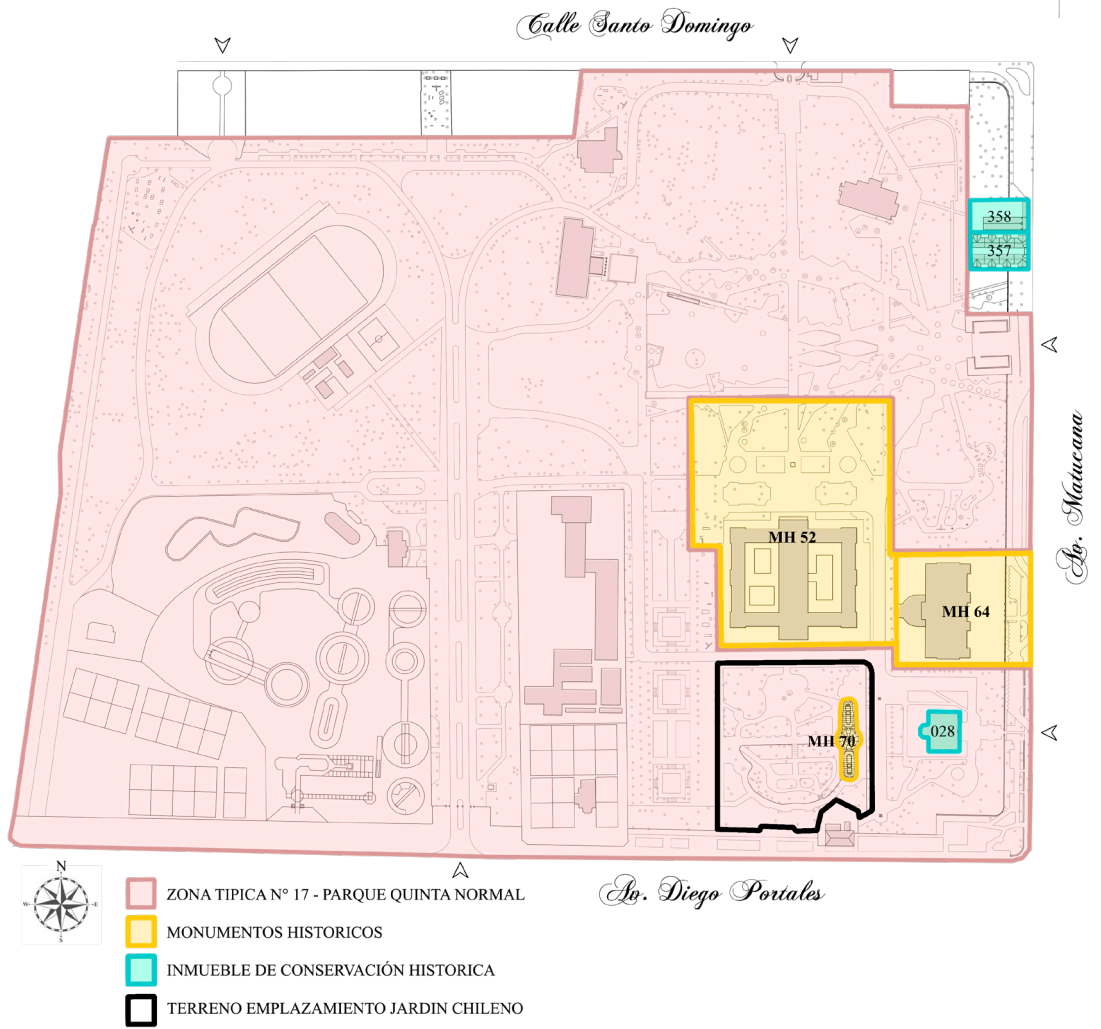 Calle Santo Domingo
358
357
Av. Matucana
MH 52
MH 64
MH 70
028
Av. Diego Portales
N
W
E
S
ZONA TIPICA N° 17 - PARQUE QUINTA NORMAL
MONUMENTOS HISTORICOS
INMUEBLE DE CONSERVACIÓN HISTORICA
TERRENO EMPLAZAMIENTO JARDIN CHILENO